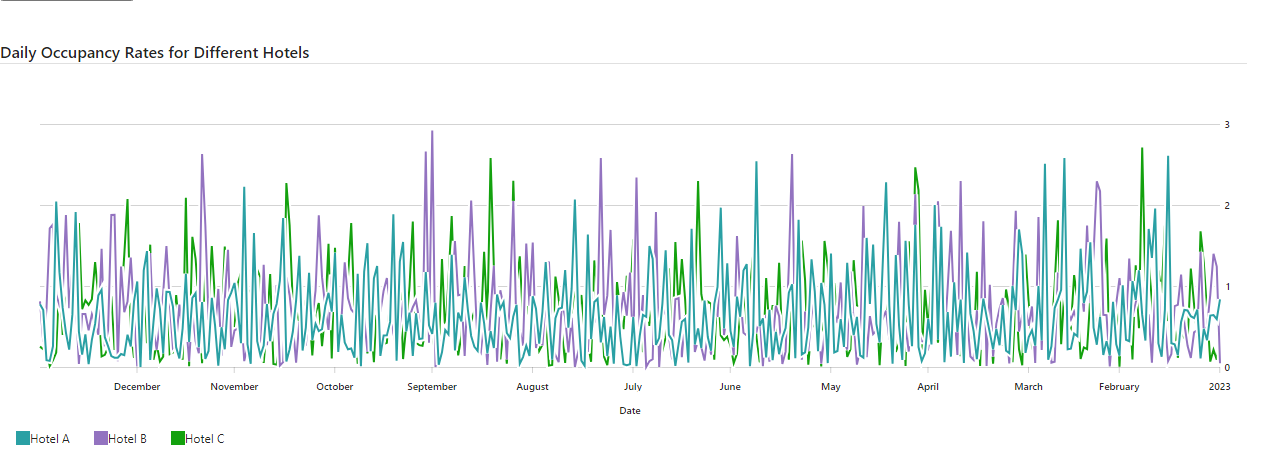 Daily Occupancy Rates for Different Hotels
3
2
1
0
December November October September August July June May April March February 2023
Date
Hotel A Hotel B Hotel C